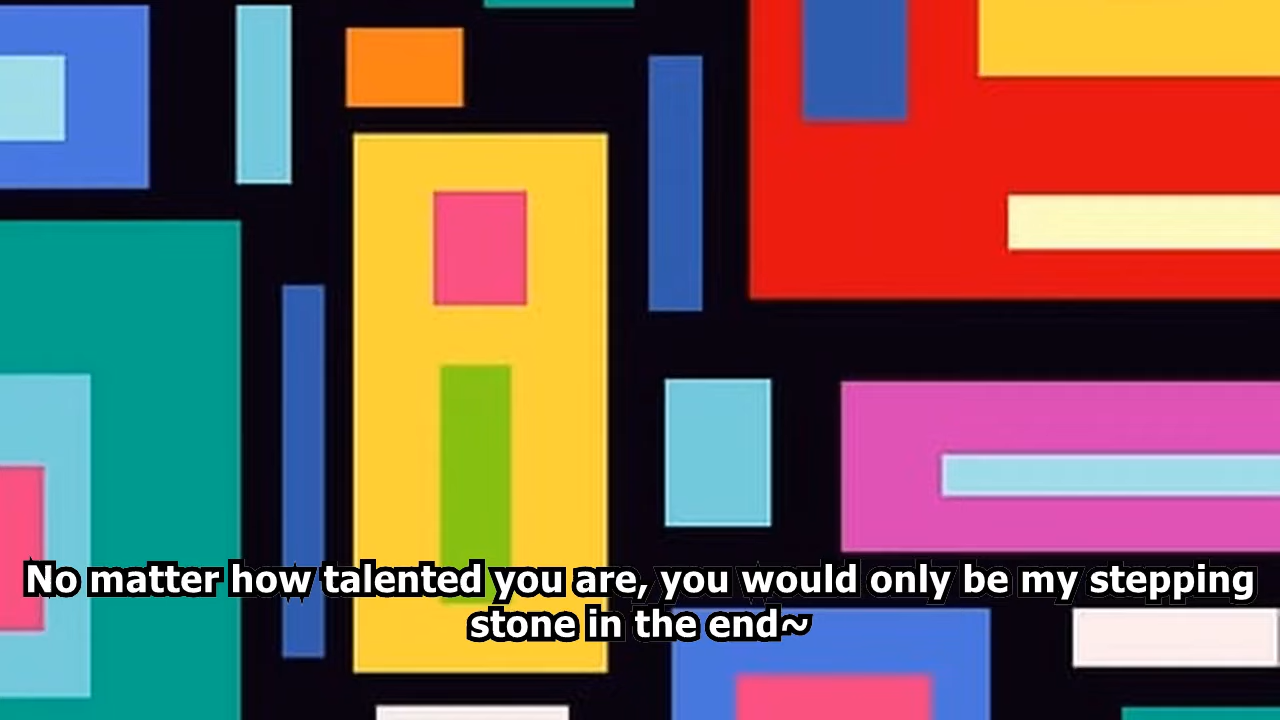 No matter how talented you are, you would only be my stepping
stone in the end~